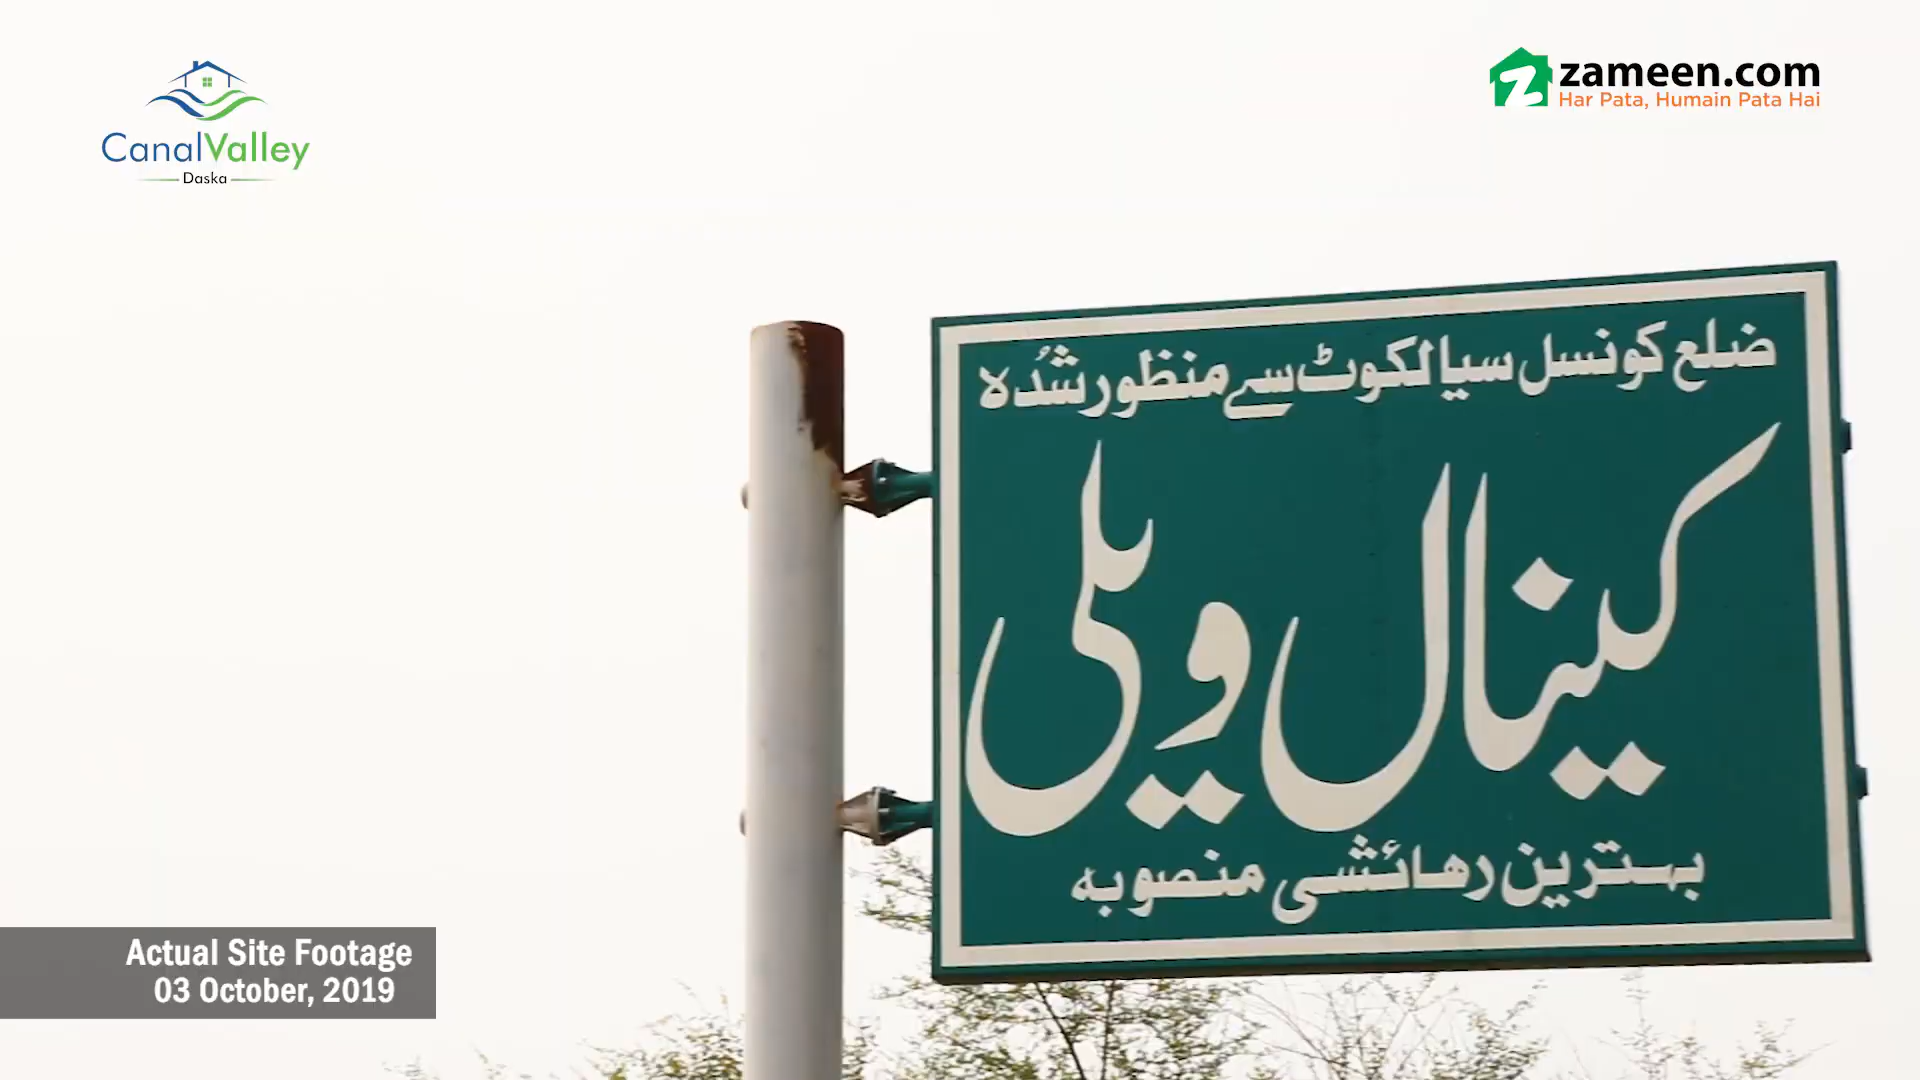 CanalValley
Daska
zameen.com
Har Pata, Humain Pata Hai
ضلع کونسل سیالکوٹ سے منظور شُدہ
کینال ویلی
بہترین رھائشی منصوبہ
Actual Site Footage
03 October, 2019